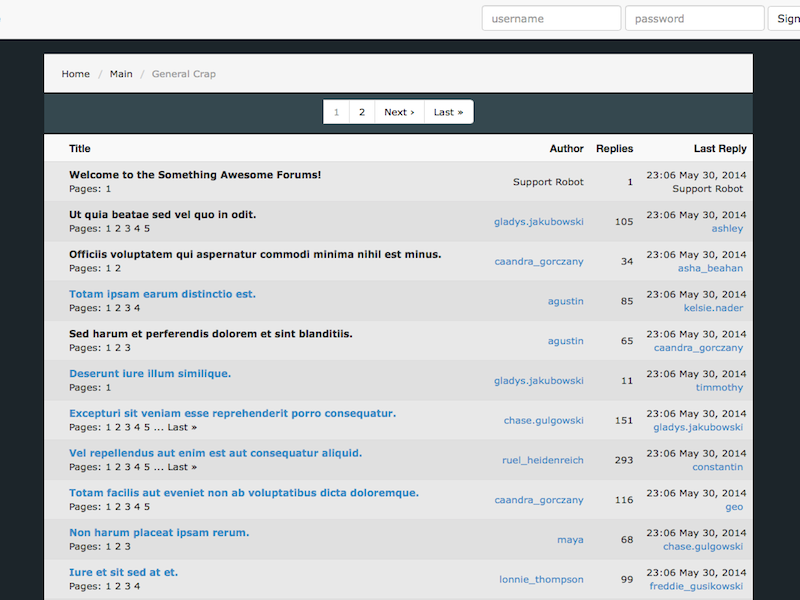 username password Sign
Home / Main / General Crap
1 2 Next › Last »
Title Author Replies Last Reply
Welcome to the Something Awesome Forums!
Pages: 1
Support Robot 1
23:06 May 30, 2014
Support Robot
Ut quia beatae sed vel quo in odit.
Pages: 1 2 3 4 5
gladys.jakubowski 105
23:06 May 30, 2014
ashley
Officiis voluptatem qui aspernatur commodi minima nihil est minus.
Pages: 1 2
caandra_gorczany 34
23:06 May 30, 2014
asha_beahan
Totam ipsam earum distinctio est.
Pages: 1 2 3 4
agustin 85
23:06 May 30, 2014
kelsie.nader
Sed harum et perferendis dolorem et sint blanditiis.
Pages: 1 2 3
agustin 65
23:06 May 30, 2014
caandra_gorczany
Deserunt iure illum similique.
Pages: 1
gladys.jakubowski 11
23:06 May 30, 2014
timmothy
Excepturi sit veniam esse reprehenderit porro consequatur.
Pages: 1 2 3 4 5 ... Last »
chase.gulgowski 151
23:06 May 30, 2014
gladys.jakubowski
Vel repellendus aut enim est aut consequatur aliquid.
Pages: 1 2 3 4 5 ... Last »
ruel_heidenreich 293
23:06 May 30, 2014
constantin
Totam facilis aut eveniet non ab voluptatibus dicta doloremque.
Pages: 1 2 3 4 5
caandra_gorczany 116
23:06 May 30, 2014
geo
Non harum placeat ipsam rerum.
Pages: 1 2 3
maya 68
23:06 May 30, 2014
chase.gulgowski
Iure et sit sed at et.
Pages: 1 2 3 4
lonnie_thompson 99
23:06 May 30, 2014
freddie_gusikowski